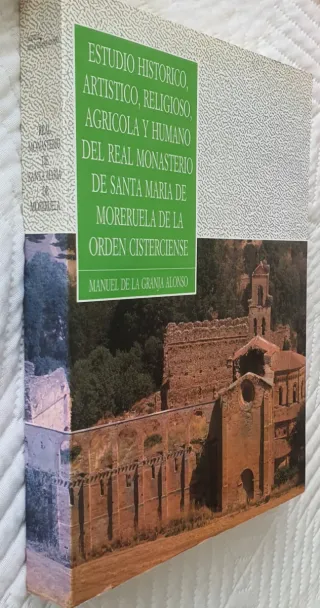 ESTUDIO HISTORICO,
ARTISTICO, RELIGIOSO,
AGRICOLA Y HUMANO
DEL REAL MONASTERIO
DE SANTA MARIA DE
MORERUELA DE LA
ORDEN CISTERCIENSE
MANUEL DE LA GRANJA ALONSO
REAL
MONASTERIO
DE
SANTA MARIA
DE
MORERUELA